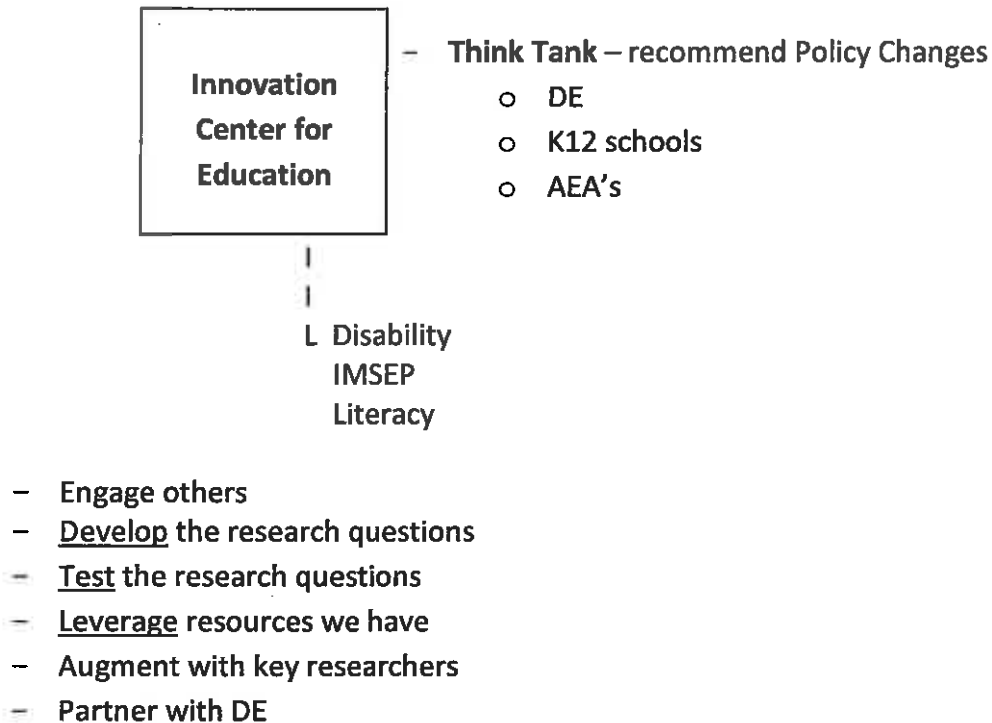 Innovation
Center for
Education
– Think Tank – recommend Policy Changes
o DE
o K12 schools
o AEA's
L Disability
IMSEP
Literacy
– Engage others
– Develop the research questions
– Test the research questions
– Leverage resources we have
– Augment with key researchers
– Partner with DE